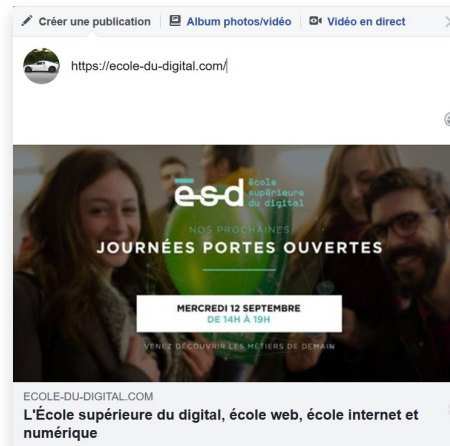 Créer une publication Album photos/vidéo Vidéo en direct
https://ecole-du-digital.com/
ésd école
supérieure
du digital
NOS PROCHAINES
JOURNÉES PORTES OUVERTES
MERCREDI 12 SEPTEMBRE
DE 14H À 19H
VENEZ DÉCOUVRIR LES MÉTIERS DE DEMAIN
ECOLE-DU-DIGITAL.COM
L'École supérieure du digital, école web, école internet et
numérique